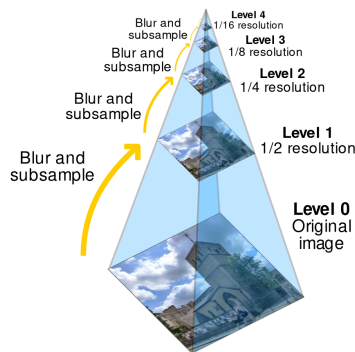 Level 4
1/16 resolution
Blur and
subsample
Level 3
1/8 resolution
Blur and
subsample
Level 2
1/4 resolution
Blur and
subsample
Level 1
1/2 resolution
Blur and
subsample
Level 0
Original
image